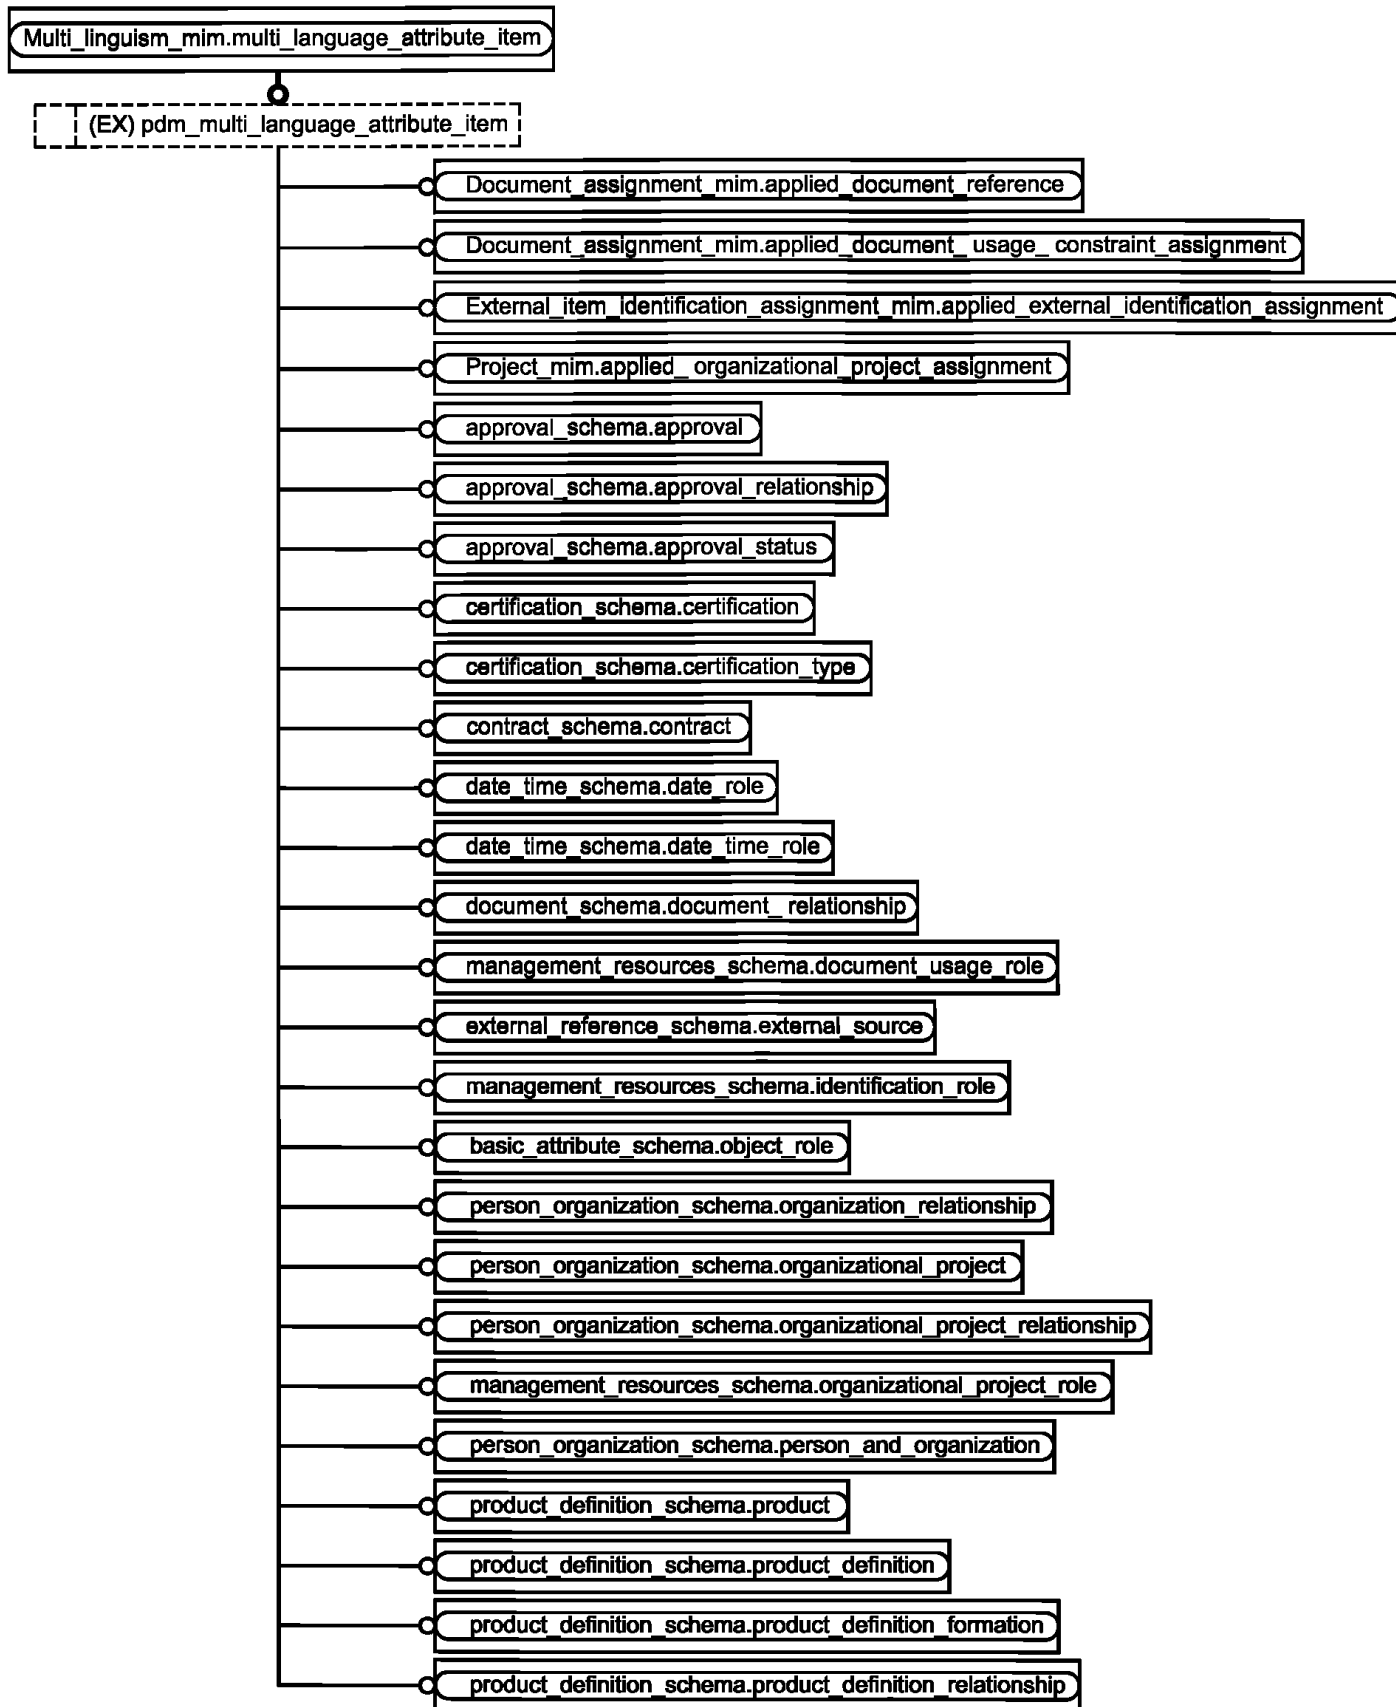 Multi_linguism_mim.multi_language_attribute_item
(EX) pdm_multi_language_attribute_item
Document_assignment_mim.applied_document_reference
Document_assignment_mim.applied_document_usage_ constraint_assignment
External_item_identification_assignment_mim.applied_external_identification_assignment
Project_mim.applied_ organizational_project_assignment
approval_schema.approval
approval_schema.approval_relationship
approval_schema.approval_status
certification_schema.certification
certification_schema.certification_type
contract_schema.contract
date_time_schema.date_role
date_time_schema.date_time_role
document_schema.document_ relationship
management_resources_schema.document_usage_role
external_reference_schema.external_source
management_resources_schema.identification_role
basic_attribute_schema.object_role
person_organization_schema.organization_relationship
person_organization_schema.organizational_project
person_organization_schema.organizational_project_relationship
management_resources_schema.organizational_project_role
person_organization_schema.person_and_organization
product_definition_schema.product
product_definition_schema.product_definition
product_definition_schema.product_definition_formation
product_definition_schema.product_definition_relationship